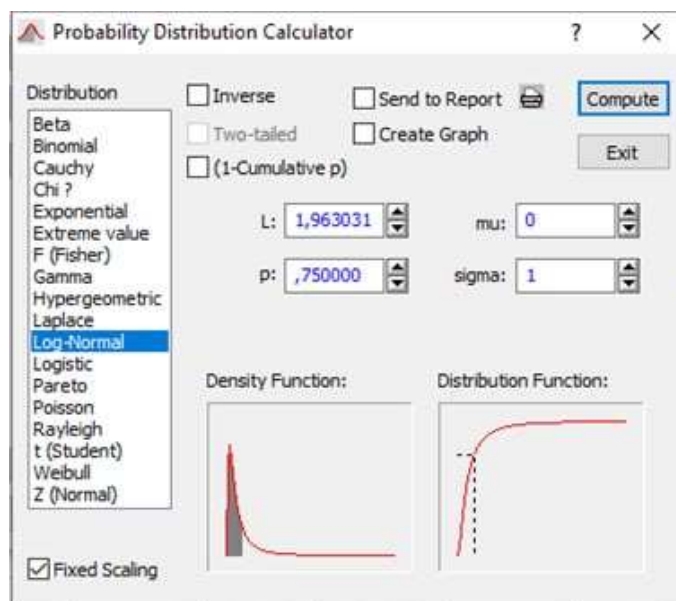 Probability Distribution Calculator
?
Distribution
Beta
Binomial
Cauchy
Chi ?
Exponential
Extreme value
F (Fisher)
Gamma
Hypergeometric
Laplace
Log-Normal
Logistic
Pareto
Poisson
Rayleigh
t (Student)
Weibull
Z (Normal)
Fixed Scaling
Inverse
Send to Report
Compute
Two-tailed
Create Graph
Exit
(1-Cumulative p)
L: 1,963031
mu: 0
p: ,750000
sigma: 1
Density Function:
Distribution Function: